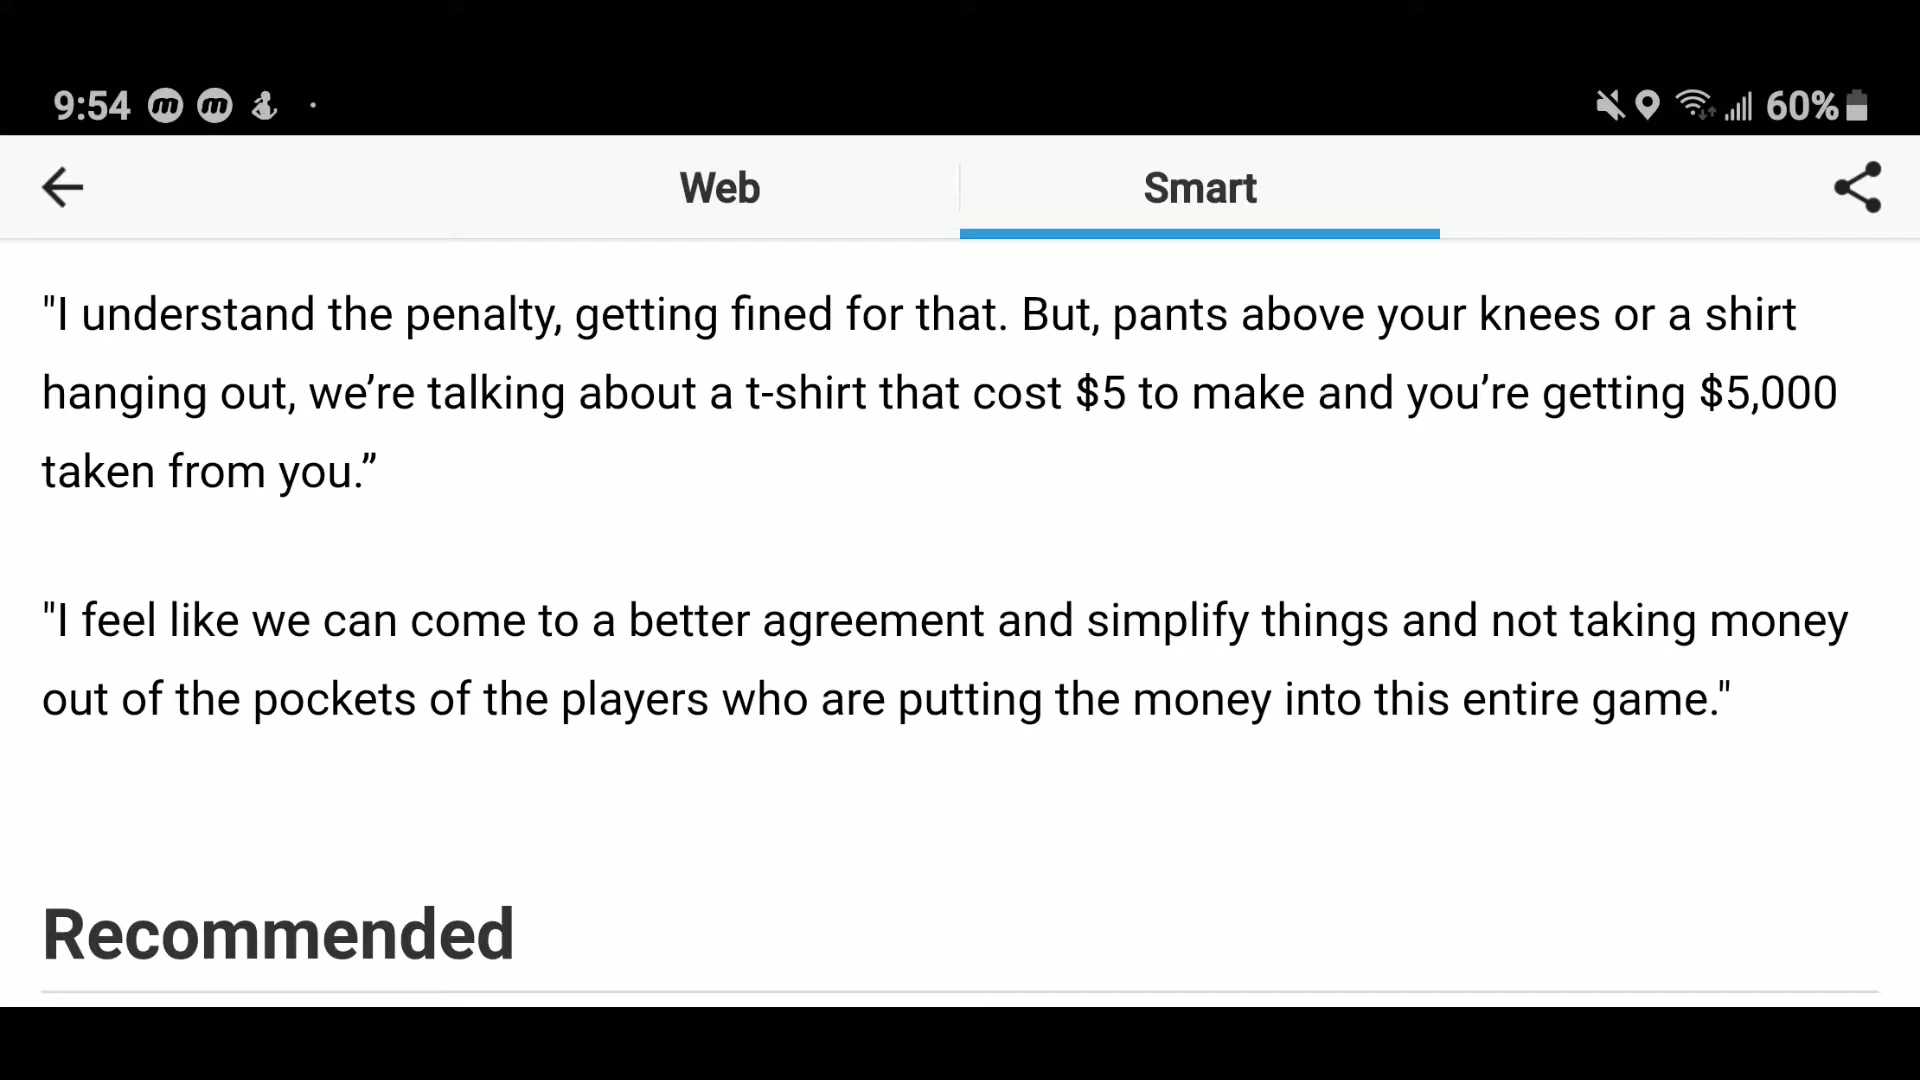 9:54 m m 60%
Web Smart
"I understand the penalty, getting fined for that. But, pants above your knees or a shirt
hanging out, we’re talking about a t-shirt that cost $5 to make and you’re getting $5,000
taken from you.”
"I feel like we can come to a better agreement and simplify things and not taking money
out of the pockets of the players who are putting the money into this entire game."
Recommended